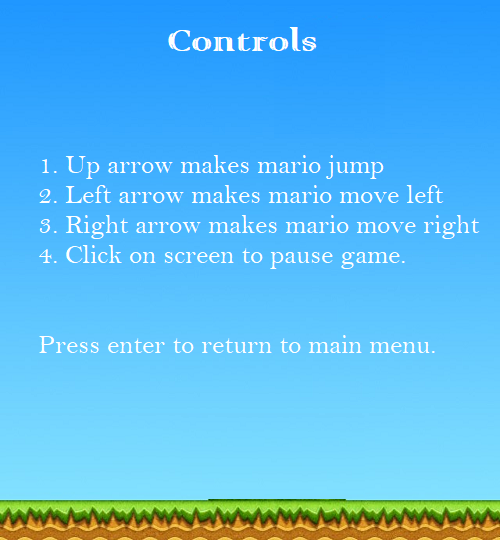 Controls
1. Up arrow makes mario jump
2. Left arrow makes mario move left
3. Right arrow makes mario move right
4. Click on screen to pause game.
Press enter to return to main menu.